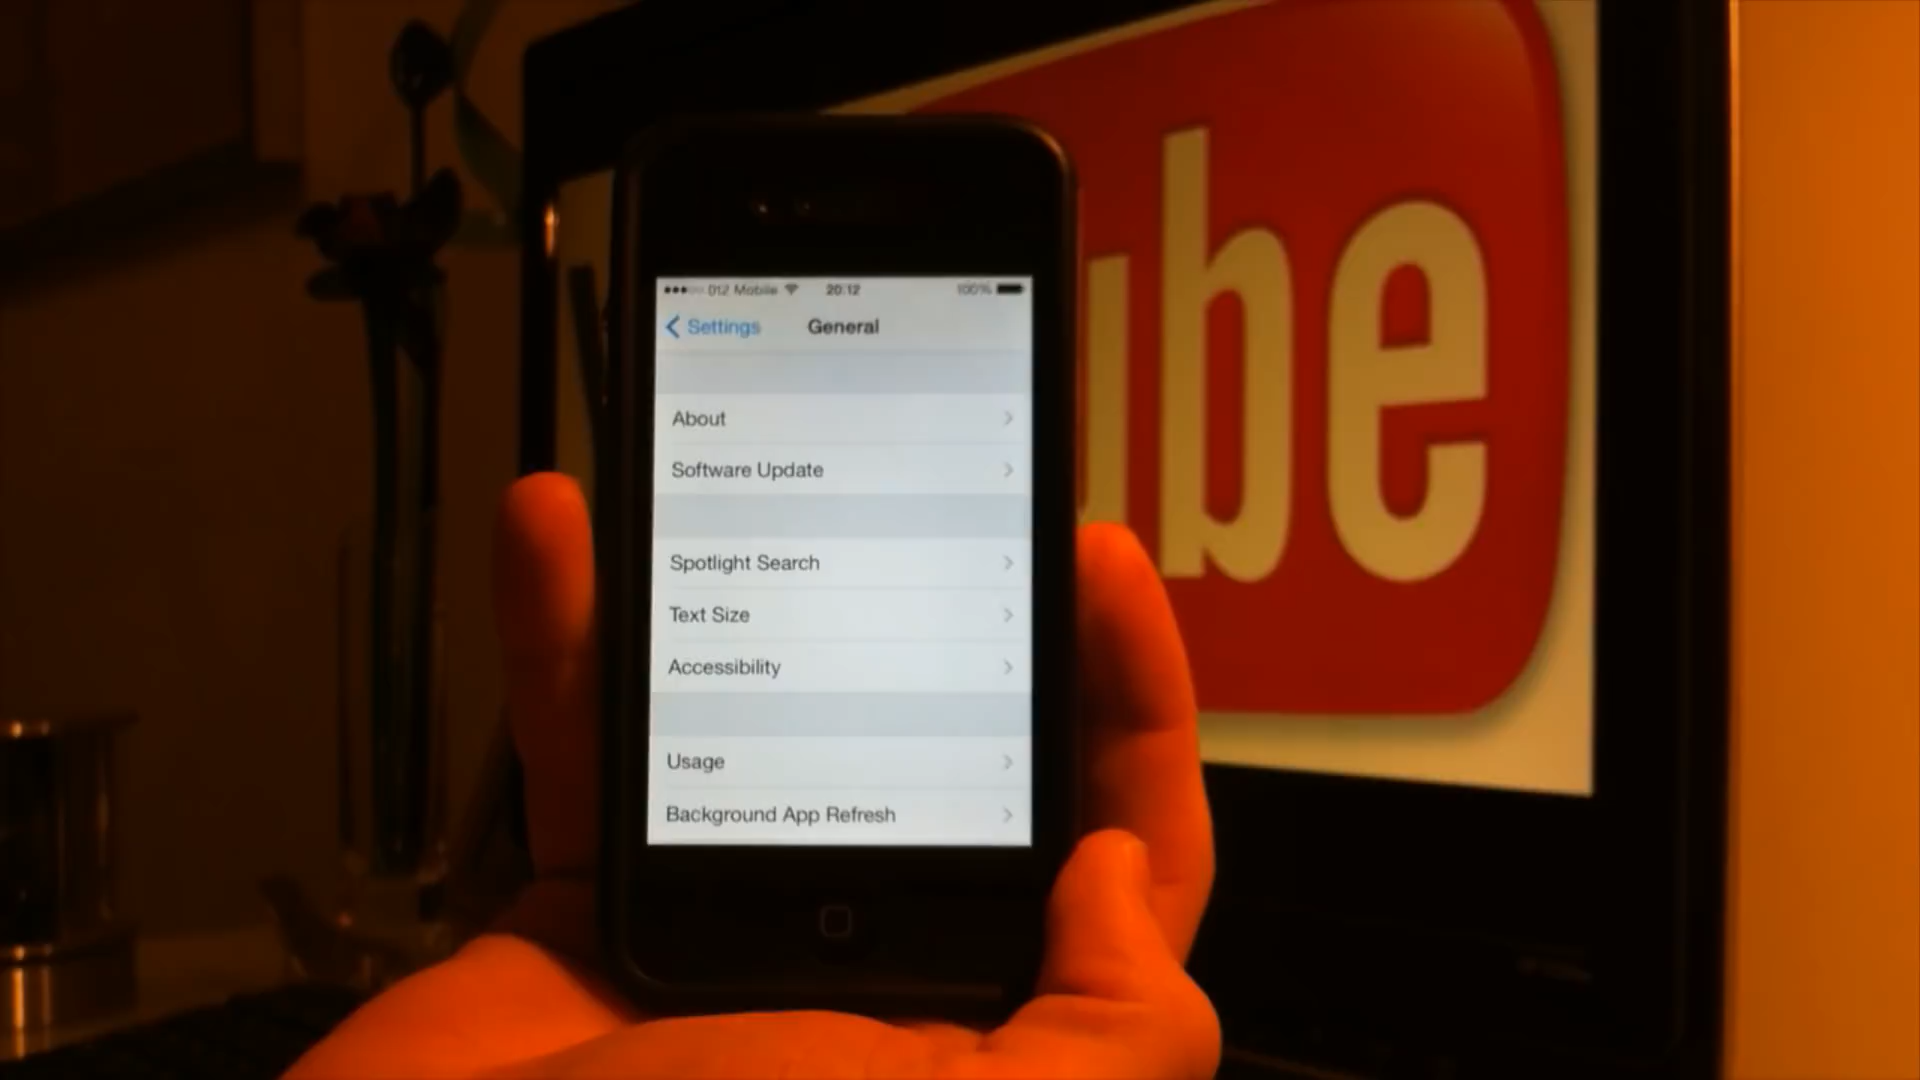 012 Mobile 20:12 100%
Settings General
About
Software Update
Spotlight Search
Text Size
Accessibility
Usage
Background App Refresh
ube